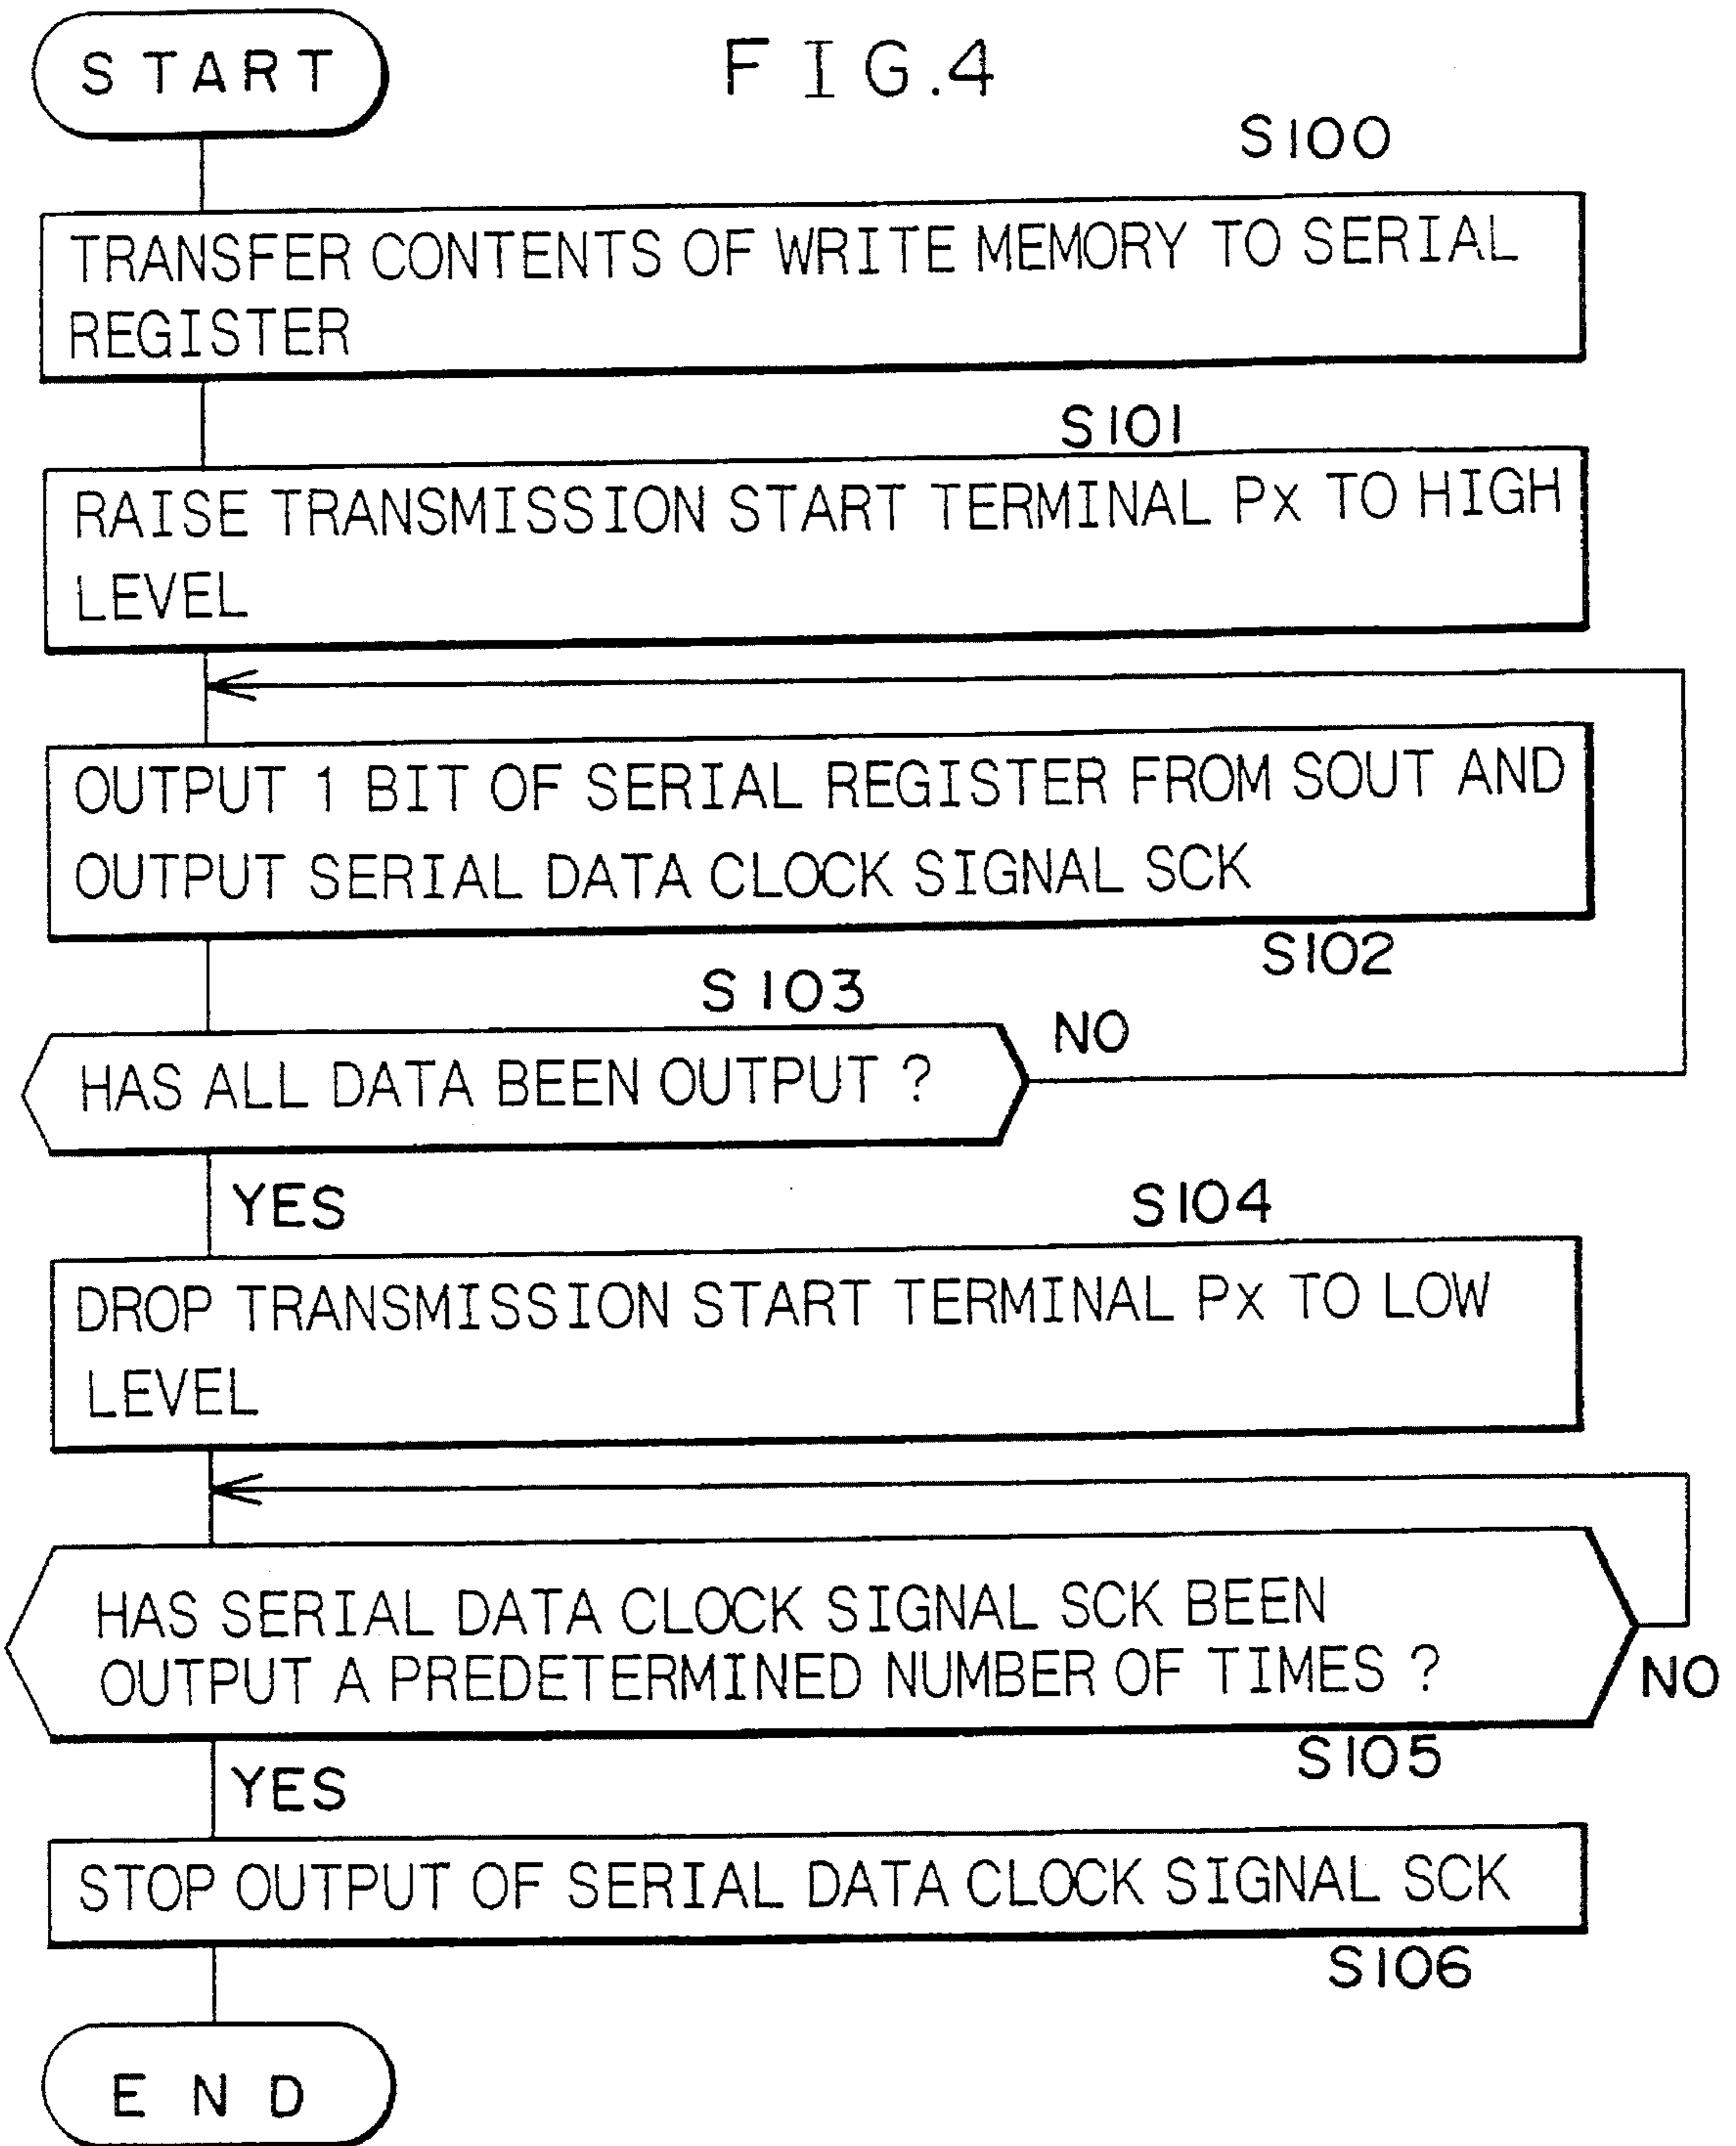 START
FIG.4
S100
TRANSFER CONTENTS OF WRITE MEMORY TO SERIAL
REGISTER
S101
RAISE TRANSMISSION START TERMINAL Px TO HIGH
LEVEL
OUTPUT 1 BIT OF SERIAL REGISTER FROM SOUT AND
OUTPUT SERIAL DATA CLOCK SIGNAL SCK
S102
S103
HAS ALL DATA BEEN OUTPUT ?
NO
YES
S104
DROP TRANSMISSION START TERMINAL Px TO LOW
LEVEL
HAS SERIAL DATA CLOCK SIGNAL SCK BEEN
OUTPUT A PREDETERMINED NUMBER OF TIMES ?
NO
S105
YES
STOP OUTPUT OF SERIAL DATA CLOCK SIGNAL SCK
S106
END